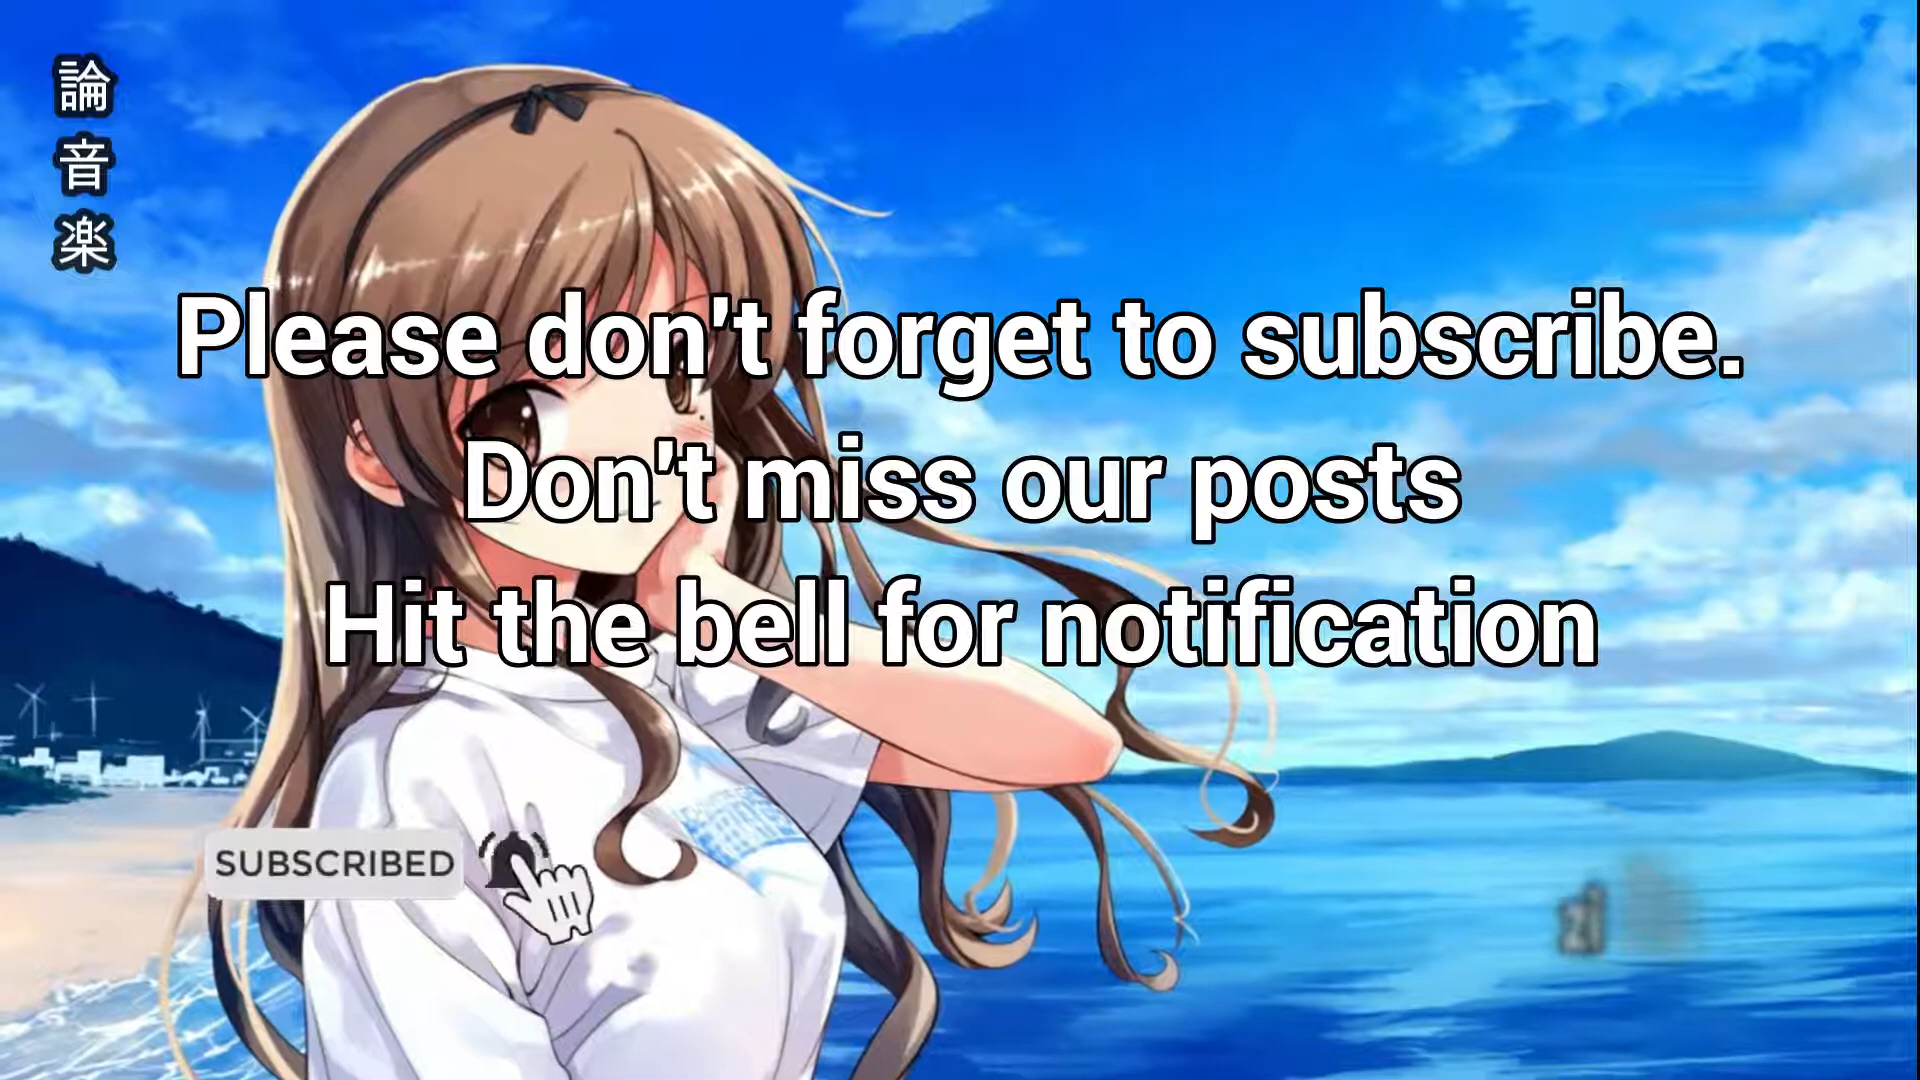 論
音
楽
Please don't forget to subscribe.
Don't miss our posts
Hit the bell for notification
SUBSCRIBED